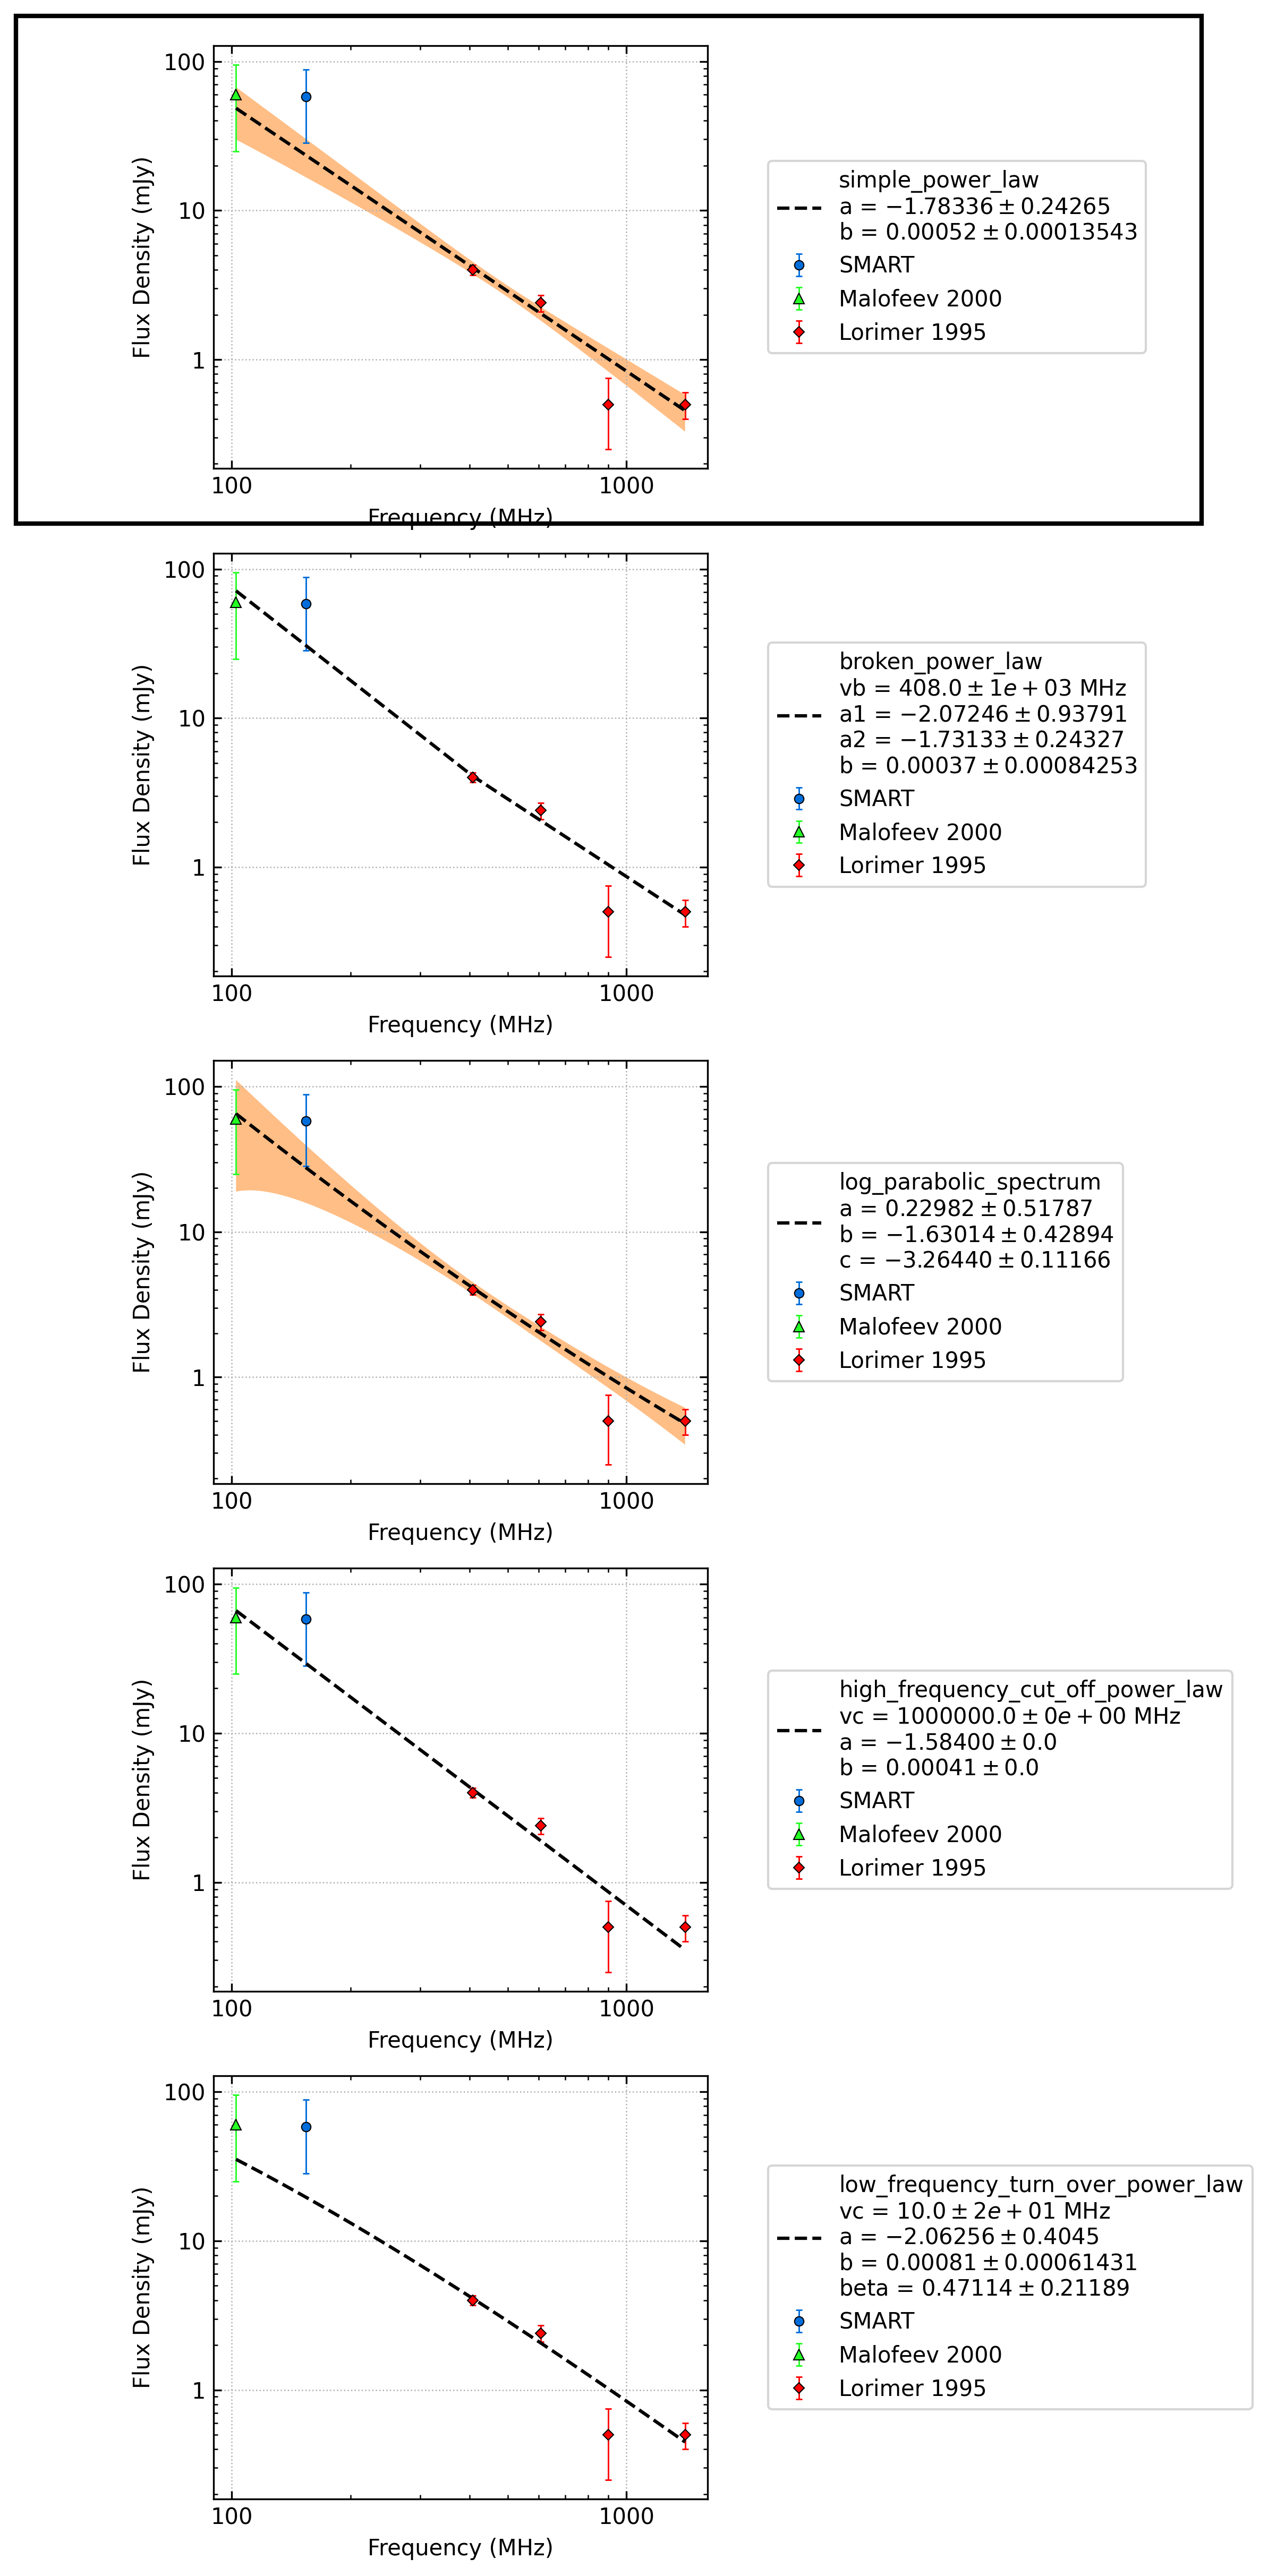 100
10
1
Flux Density (mJy)
100
1000
Frequency (MHz)
simple_power_law
a = −1.78336 ± 0.24265
b = 0.00052 ± 0.00013543
SMART
Malofeev 2000
Lorimer 1995
100
10
1
Flux Density (mJy)
100
1000
Frequency (MHz)
broken_power_law
vb = 408.0 ± 1e + 03 MHz
a1 = −2.07246 ± 0.93791
a2 = −1.73133 ± 0.24327
b = 0.00037 ± 0.00084253
SMART
Malofeev 2000
Lorimer 1995
100
10
1
Flux Density (mJy)
100
1000
Frequency (MHz)
log_parabolic_spectrum
a = 0.22982 ± 0.51787
b = −1.63014 ± 0.42894
c = −3.26440 ± 0.11166
SMART
Malofeev 2000
Lorimer 1995
100
10
1
Flux Density (mJy)
100
1000
Frequency (MHz)
high_frequency_cut_off_power_law
vc = 1000000.0 ± 0e + 00 MHz
a = −1.58400 ± 0.0
b = 0.00041 ± 0.0
SMART
Malofeev 2000
Lorimer 1995
100
10
1
Flux Density (mJy)
100
1000
Frequency (MHz)
low_frequency_turn_over_power_law
vc = 10.0 ± 2e + 01 MHz
a = −2.06256 ± 0.4045
b = 0.00081 ± 0.00061431
beta = 0.47114 ± 0.21189
SMART
Malofeev 2000
Lorimer 1995